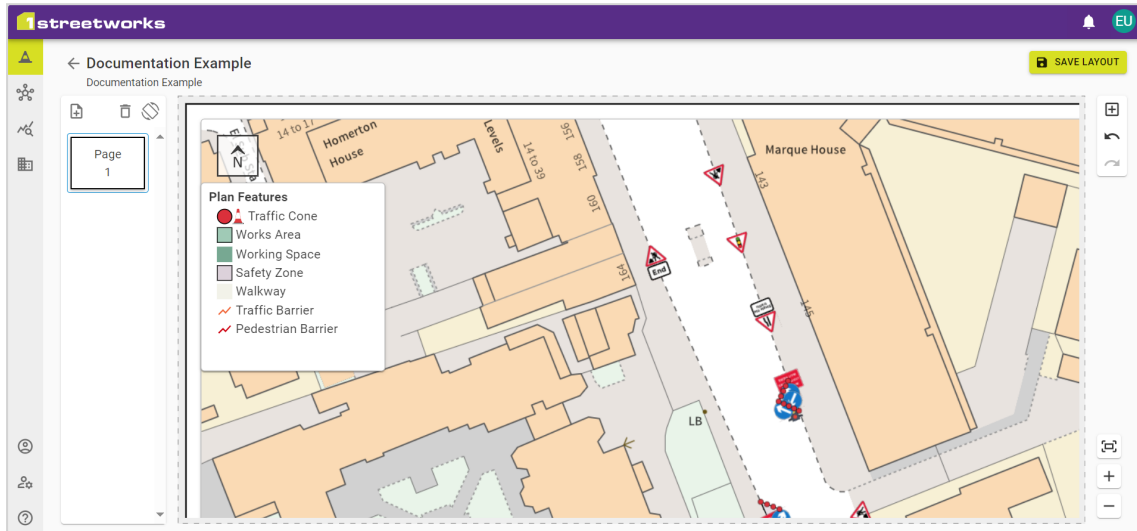 1streetworks
EU
Documentation Example
Documentation Example
SAVE LAYOUT
Page
1
N
14 to 17
Homerton
House
Levels
14 to 39
156
158
160
164
Marque House
143
145
Plan Features
Traffic Cone
Works Area
Working Space
Safety Zone
Walkway
Traffic Barrier
Pedestrian Barrier
End
LB